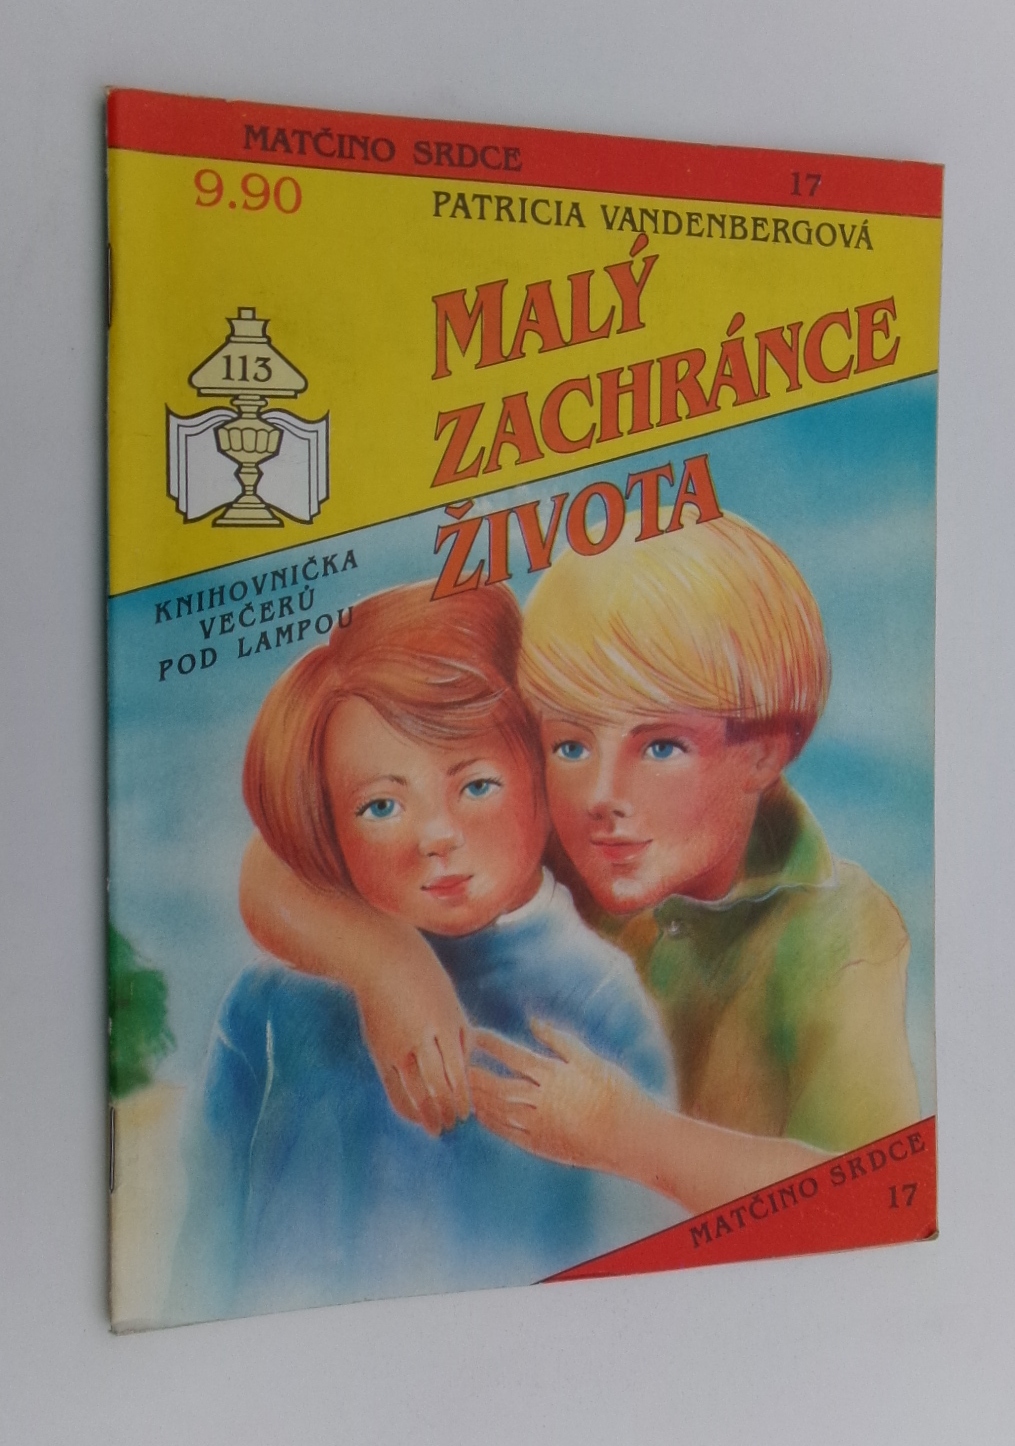 MATČINO SRDCE 17
9.90
PATRICIA VANDENBERGOVÁ
MALÝ
ZACHRÁNCE
ŽIVOTA
113
KNIHOVNIČKA
VEČERŮ
POD LAMPOU
MATČINO SRDCE
17